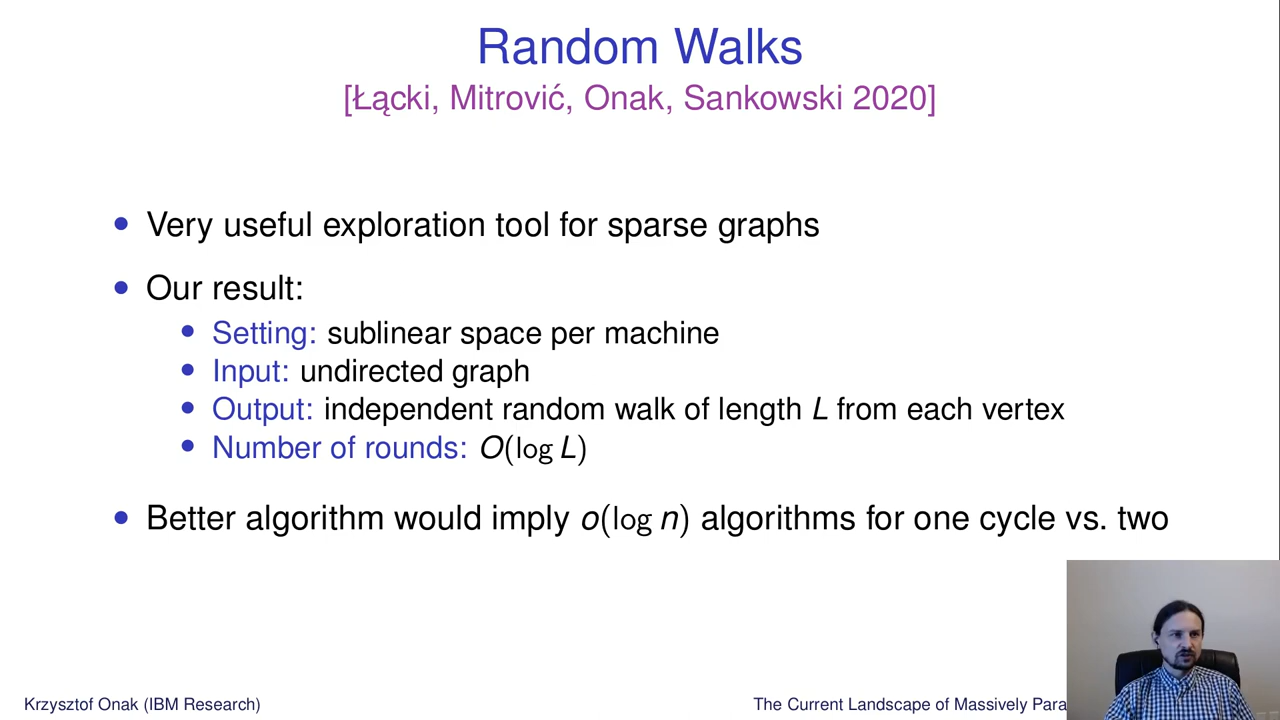 Random Walks
[Łącki, Mitrović, Onak, Sankowski 2020]
• Very useful exploration tool for sparse graphs
• Our result:
• Setting: sublinear space per machine
• Input: undirected graph
• Output: independent random walk of length L from each vertex
• Number of rounds: O(log L)
• Better algorithm would imply o(log n) algorithms for one cycle vs. two
Krzysztof Onak (IBM Research)
The Current Landscape of Massively Para